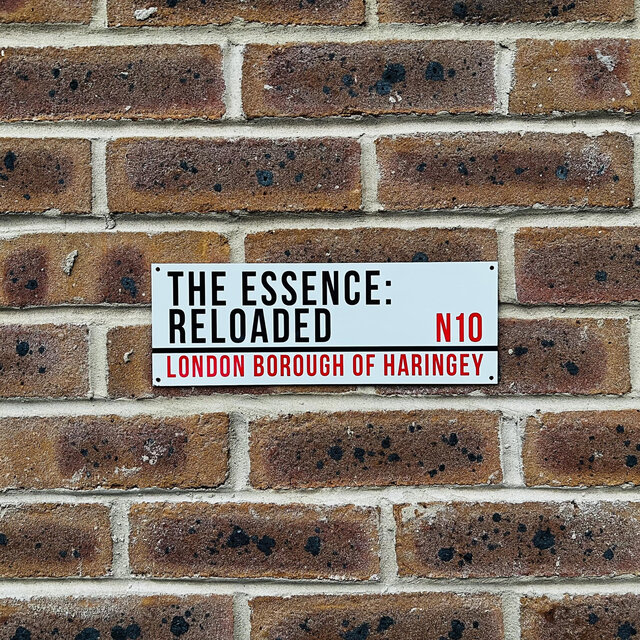 THE ESSENCE:
RELOADED N10
LONDON BOROUGH OF HARINGEY